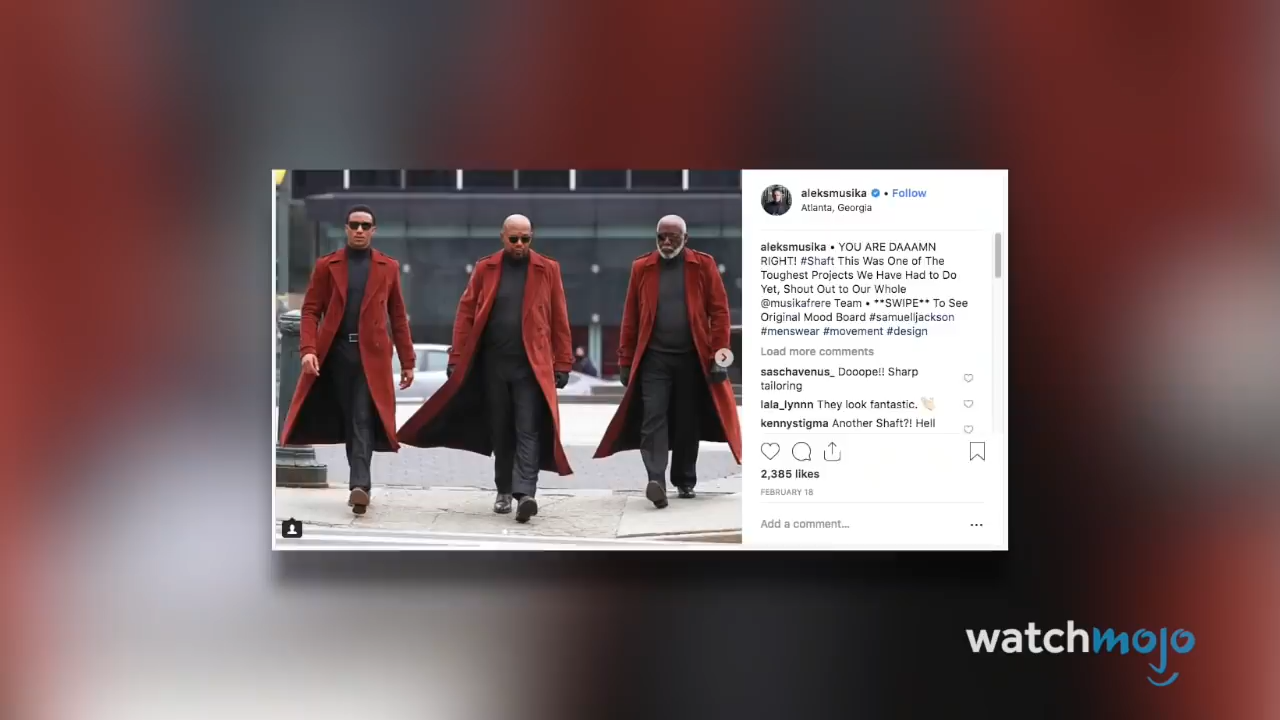 aleksmusika • Follow
Atlanta, Georgia
aleksmusika • YOU ARE DAAAMN
RIGHT! #Shaft This Was One of The
Toughest Projects We Have Had to Do
Yet, Shout Out to Our Whole
@musikafrere Team • **SWIPE** To See
Original Mood Board #samuelljackson
#menswear #movement #design
Load more comments
saschavenus_ Dooope!! Sharp
tailoring
lala_lynnn They look fantastic. 👏🏻
kennystigma Another Shaft?! Hell
2,385 likes
FEBRUARY 18
Add a comment...
watchmojo